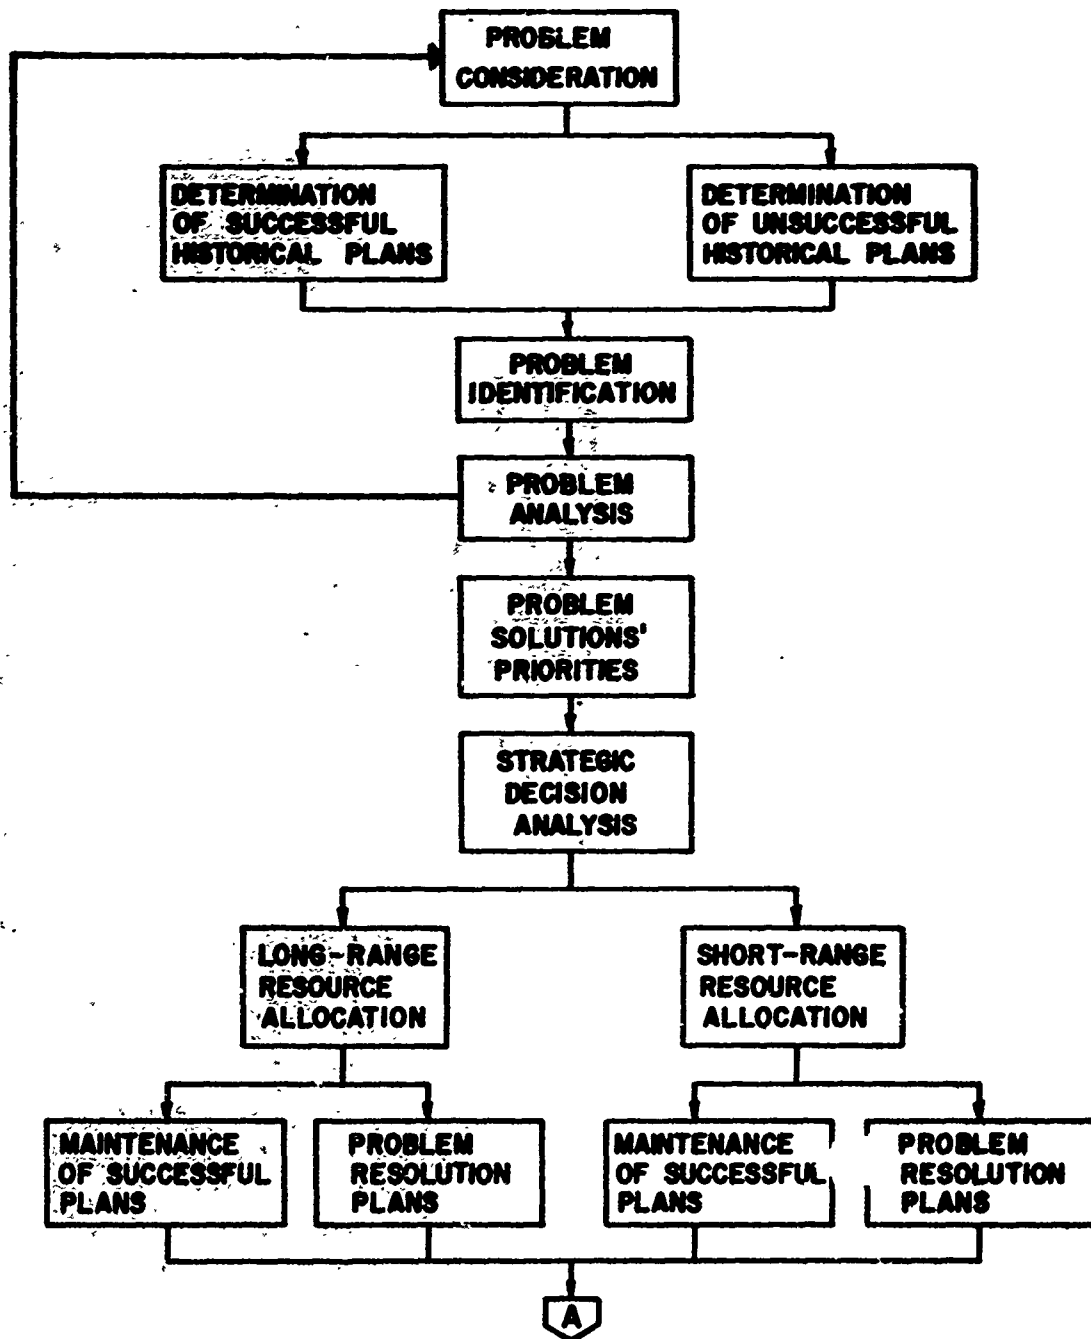 PROBLEM
CONSIDERATION
DETERMINATION
OF SUCCESSFUL
HISTORICAL PLANS
DETERMINATION
OF UNSUCCESSFUL
HISTORICAL PLANS
PROBLEM
IDENTIFICATION
PROBLEM
ANALYSIS
PROBLEM
SOLUTIONS'
PRIORITIES
STRATEGIC
DECISION
ANALYSIS
LONG-RANGE
RESOURCE
ALLOCATION
SHORT-RANGE
RESOURCE
ALLOCATION
MAINTENANCE
OF SUCCESSFUL
PLANS
PROBLEM
RESOLUTION
PLANS
MAINTENANCE
OF SUCCESSFUL
PLANS
PROBLEM
RESOLUTION
PLANS
A